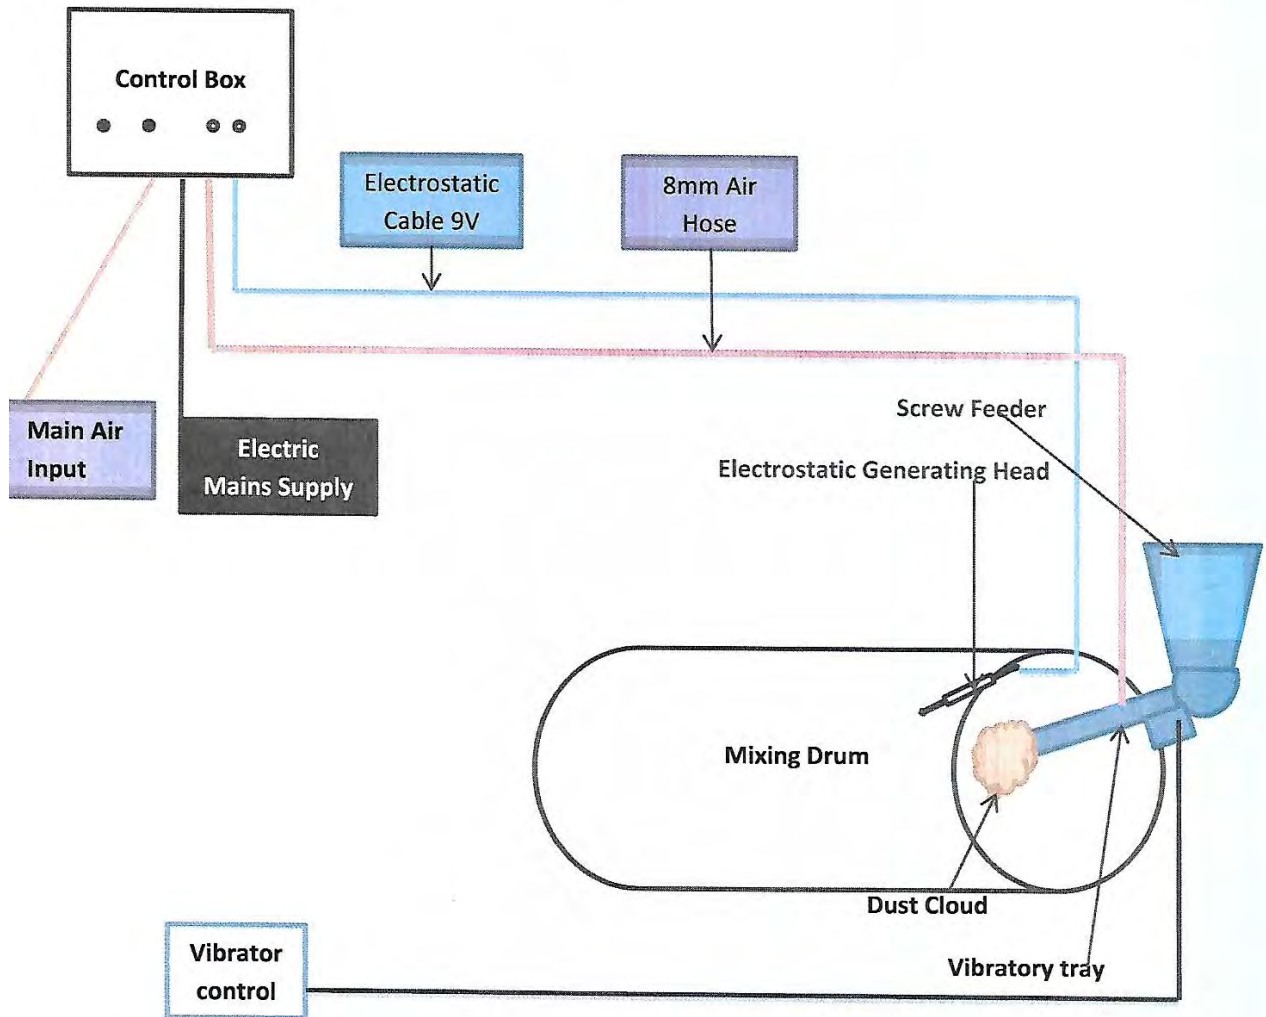 Control Box
Electrostatic
Cable 9V
8mm Air
Hose
Main Air
Input
Electric
Mains Supply
Screw Feeder
Electrostatic Generating Head
Mixing Drum
Dust Cloud
Vibratory tray
Vibrator
control